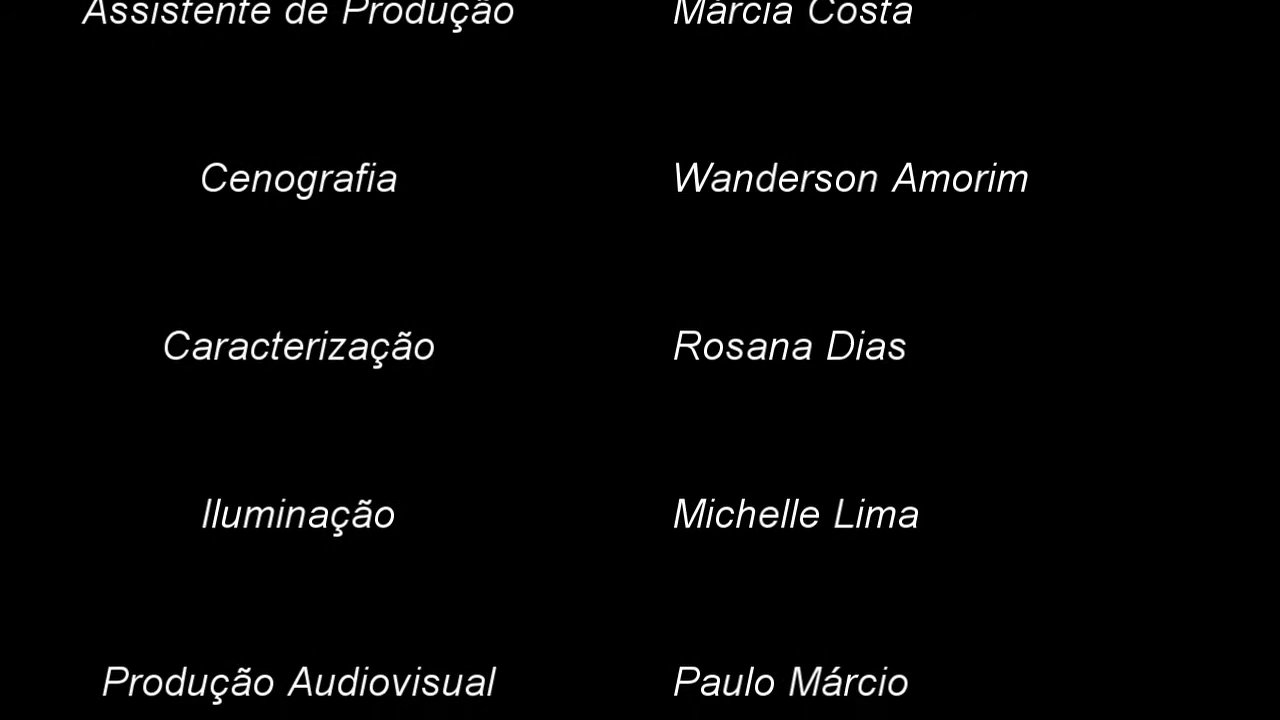 Assistente de Produção Márcia Costa
Cenografia Wanderson Amorim
Caracterização Rosana Dias
Iluminação Michelle Lima
Produção Audiovisual Paulo Márcio